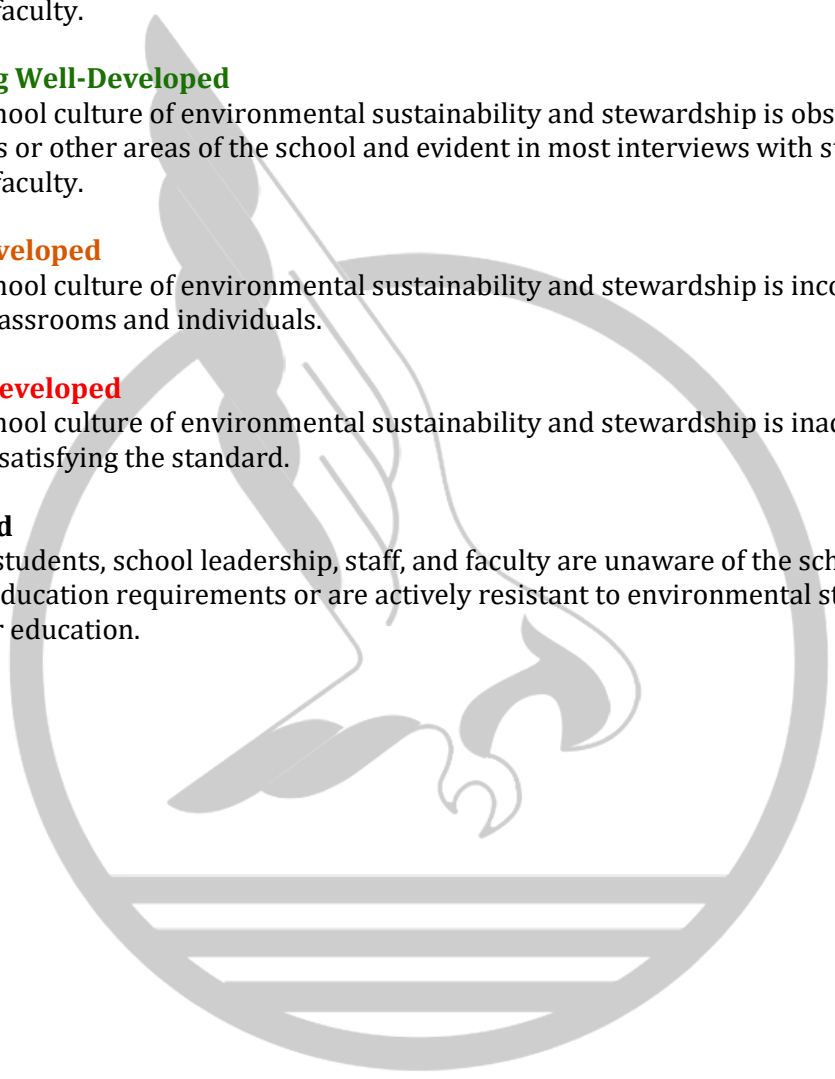 faculty.
g Well-Developed
hool culture of environmental sustainability and stewardship is obs
s or other areas of the school and evident in most interviews with st
faculty.
veloped
hool culture of environmental sustainability and stewardship is inco
assrooms and individuals.
eveloped
hool culture of environmental sustainability and stewardship is inad
satisfying the standard.
d
students, school leadership, staff, and faculty are unaware of the sch
ducation requirements or are actively resistant to environmental st
r education.